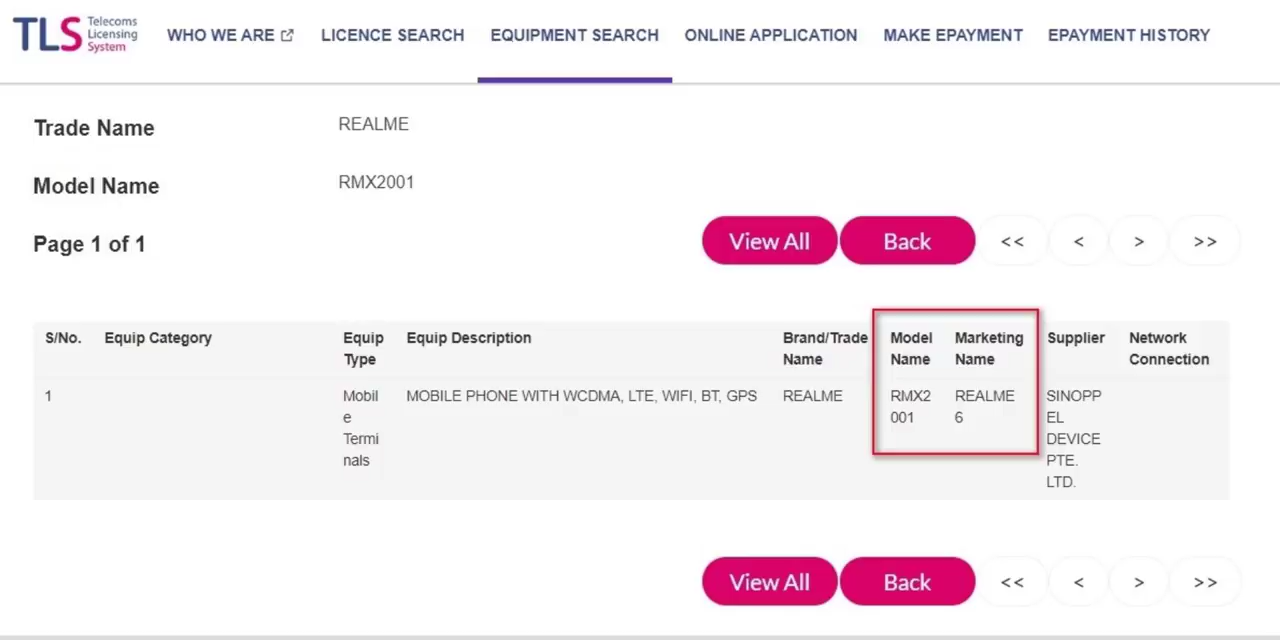 TLS Telecoms Licensing System
WHO WE ARE
LICENCE SEARCH
EQUIPMENT SEARCH
ONLINE APPLICATION
MAKE EPAYMENT
EPAYMENT HISTORY
Trade Name
REALME
Model Name
RMX2001
Page 1 of 1
View All
Back
<<
<
>
>>
S/No.
Equip Category
Equip
Type
Equip Description
Brand/Trade
Name
Model
Name
Marketing
Name
Supplier
Network
Connection
1
Mobil
e
Termi
nals
MOBILE PHONE WITH WCDMA, LTE, WIFI, BT, GPS
REALME
RMX2
001
REALME
6
SINOPP
EL
DEVICE
PTE.
LTD.
View All
Back
<<
<
>
>>